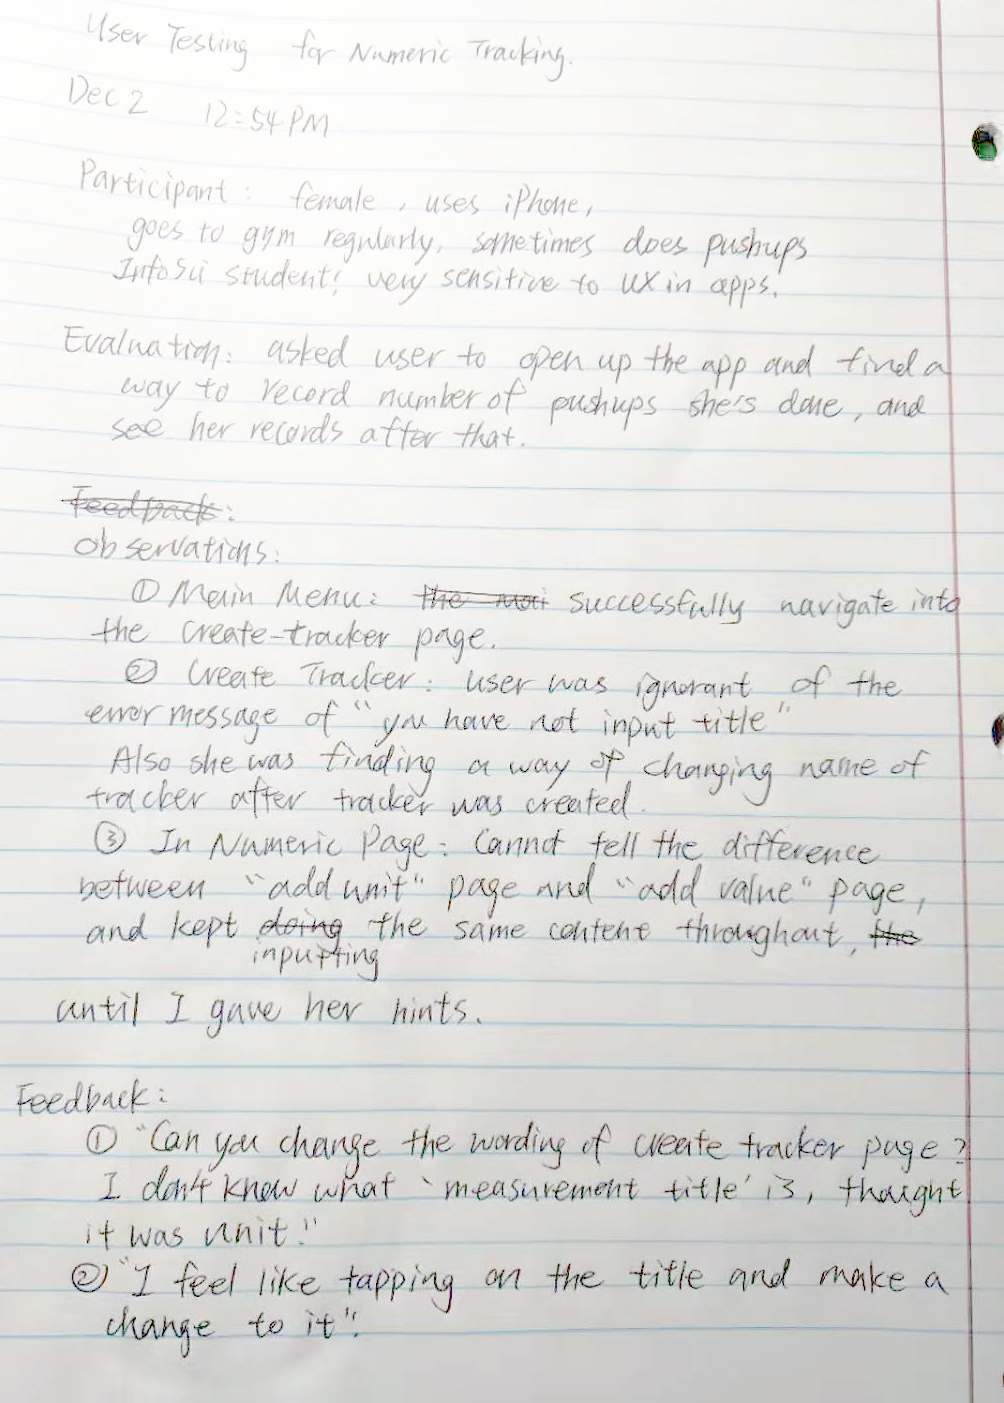 User Testing for Numeric Tracking.
Dec 2 12:54 PM
Participant: female, uses iPhone,
goes to gym regularly, sometimes does pushups
InfoSci student! very sensitive to UX in apps.
Evaluation: asked user to open up the app and find a
way to record number of pushups she's done, and
see her records after that.
Feedback:
Observations:
① Main Menu: the mai successfully navigate into
the create-tracker page.
② Create Tracker: user was ignorant of the
error message of "you have not input title"
Also she was finding a way of changing name of
tracker after tracker was created.
③ In Numeric Page: Cannot tell the difference
between "add unit" page and "add value" page,
and kept doing the same content throughout, the
inputting
until I gave her hints.
Feedback:
① "Can you change the wording of create tracker page?
I don't know what 'measurement title' is, thought
it was unit!"
② "I feel like tapping on the title and make a
change to it".